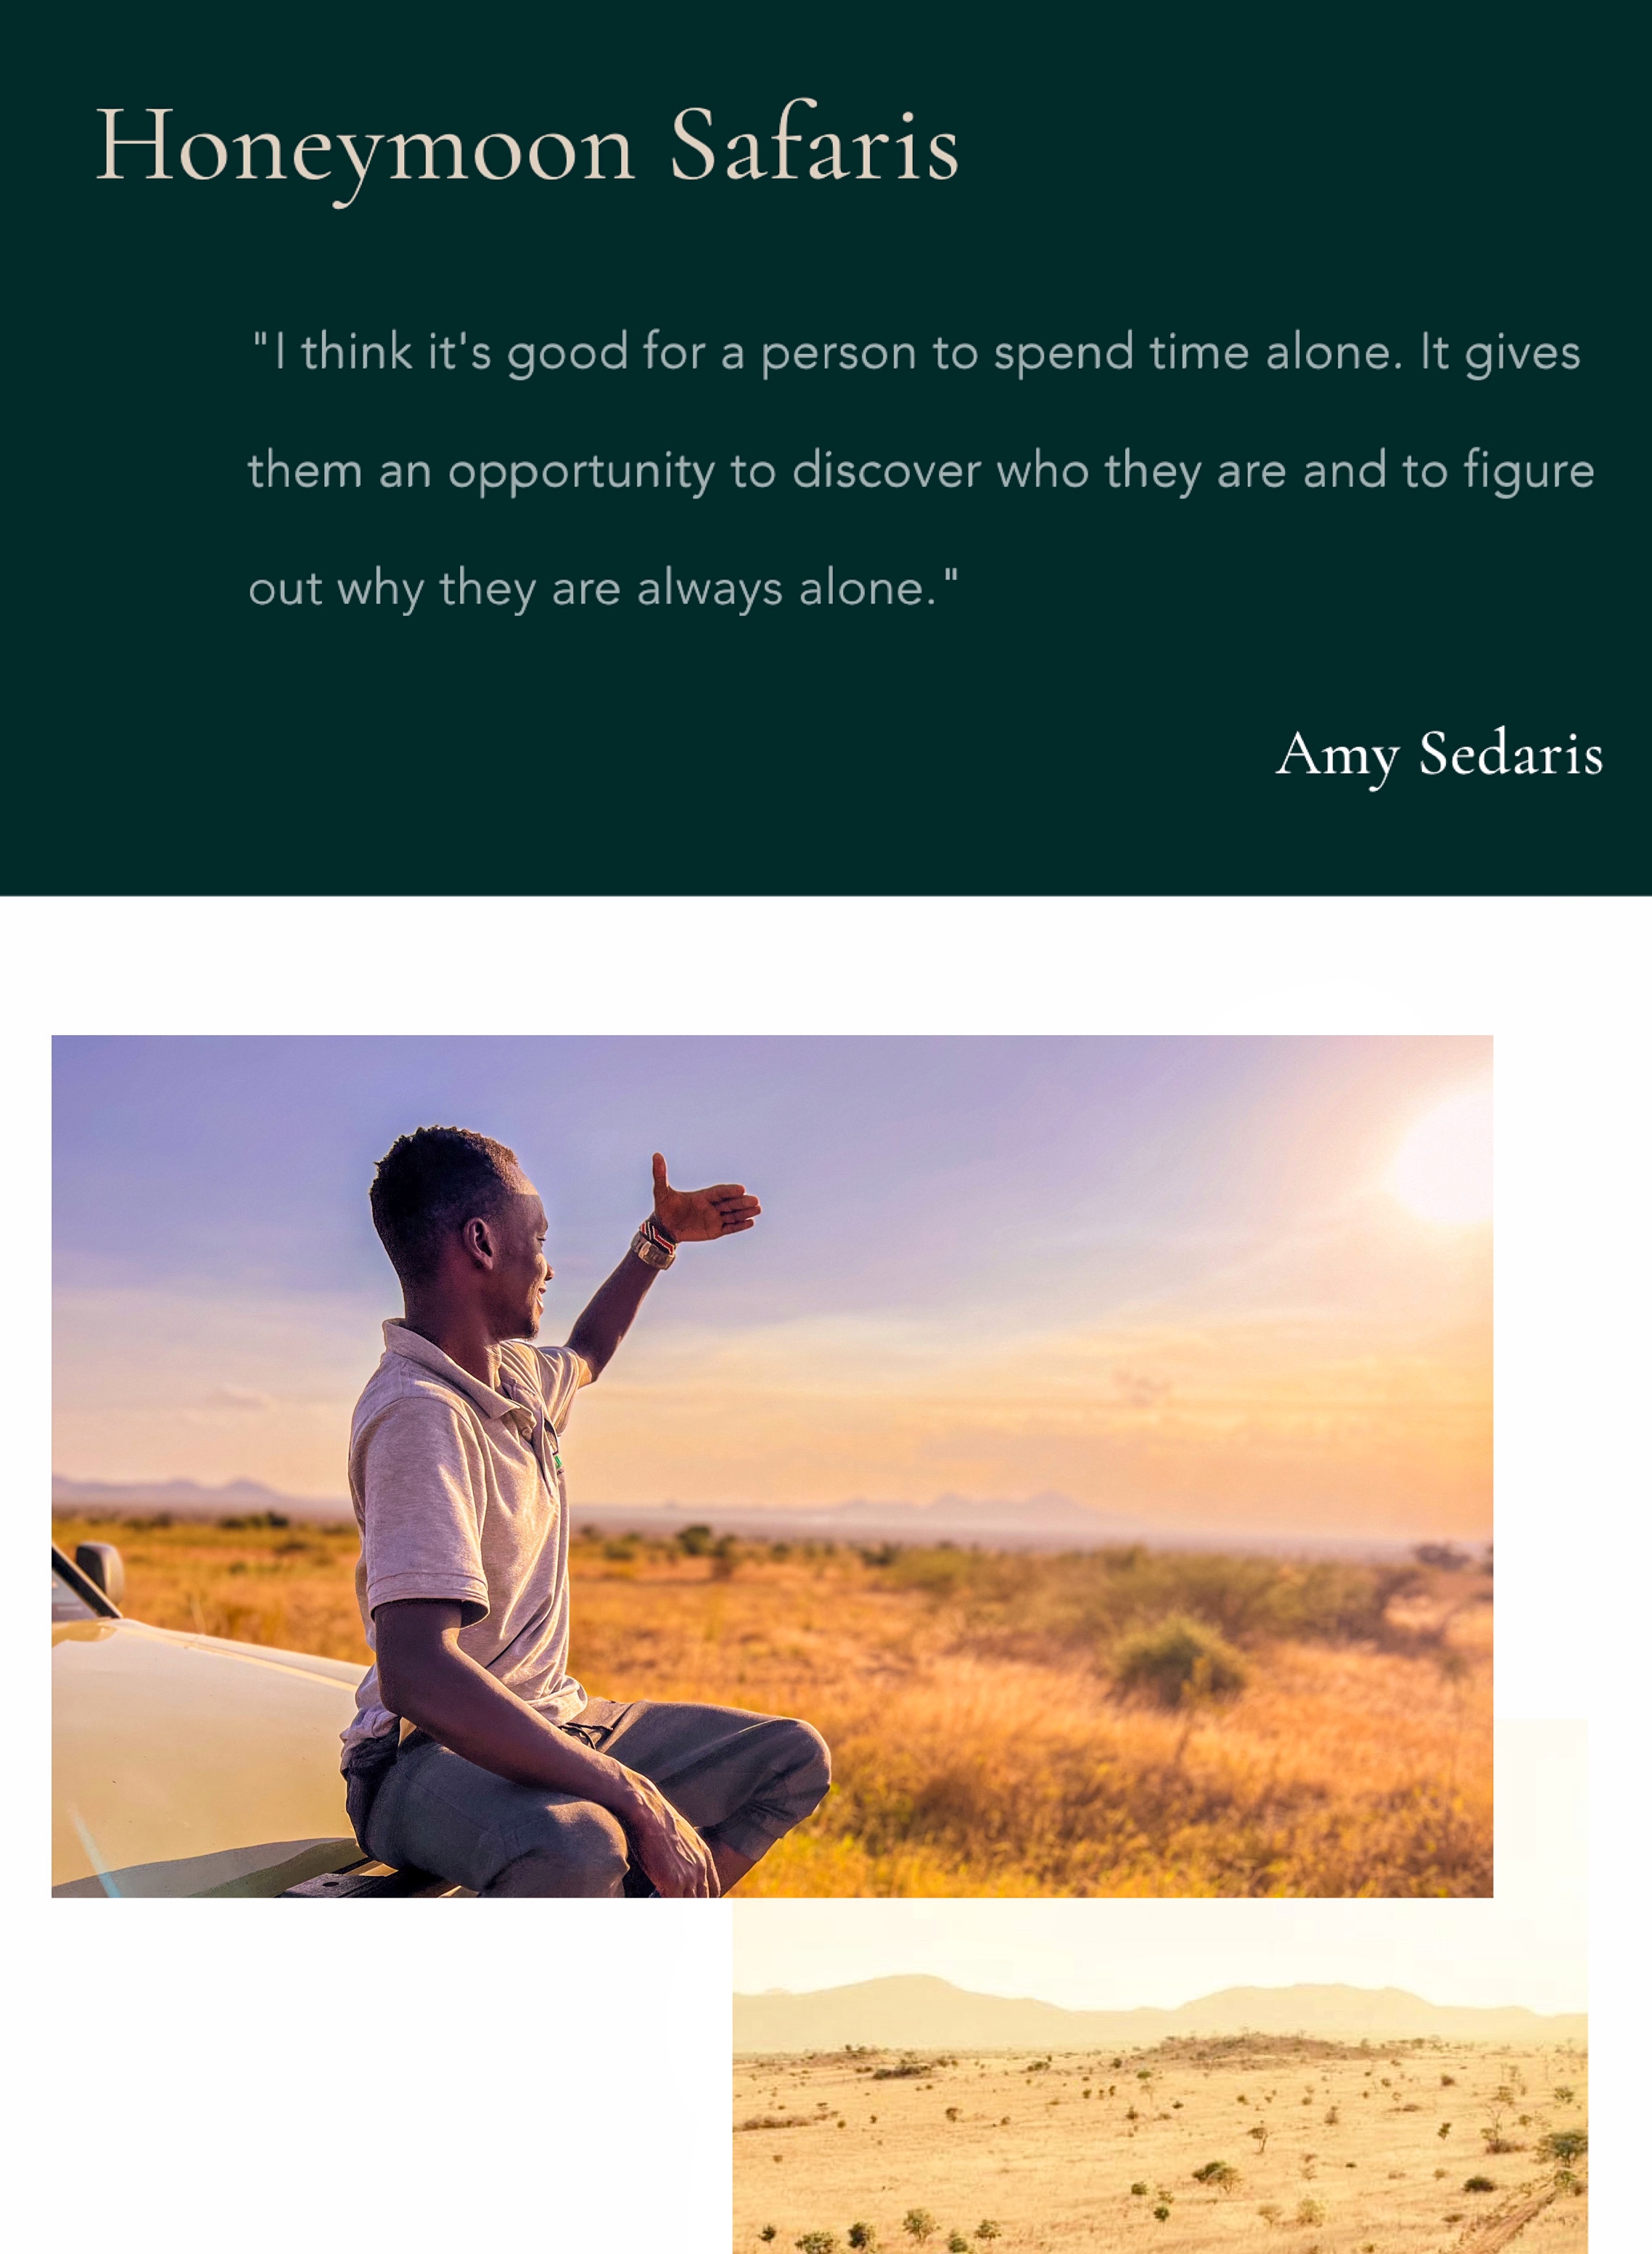 Honeymoon Safaris
"I think it's good for a person to spend time alone. It gives
them an opportunity to discover who they are and to figure
out why they are always alone."
Amy Sedaris